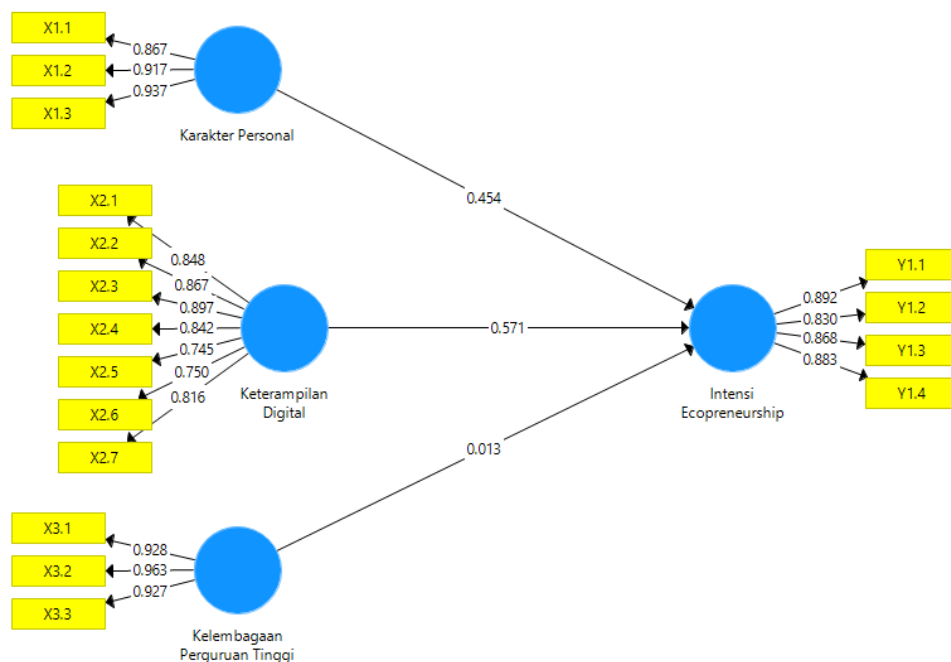 X1.1
0.867
X1.2
0.917
X1.3
0.937
Karakter Personal
0.454
X2.1
0.848
X2.2
0.867
X2.3
0.897
X2.4
0.842
X2.5
0.745
X2.6
0.750
X2.7
0.816
Keterampilan
Digital
0.571
X3.1
0.928
X3.2
0.963
X3.3
0.927
Kelembagaan
Perguruan Tinggi
0.013
Intensi
Ecopreneurship
0.892
Y1.1
0.830
Y1.2
0.868
Y1.3
0.883
Y1.4